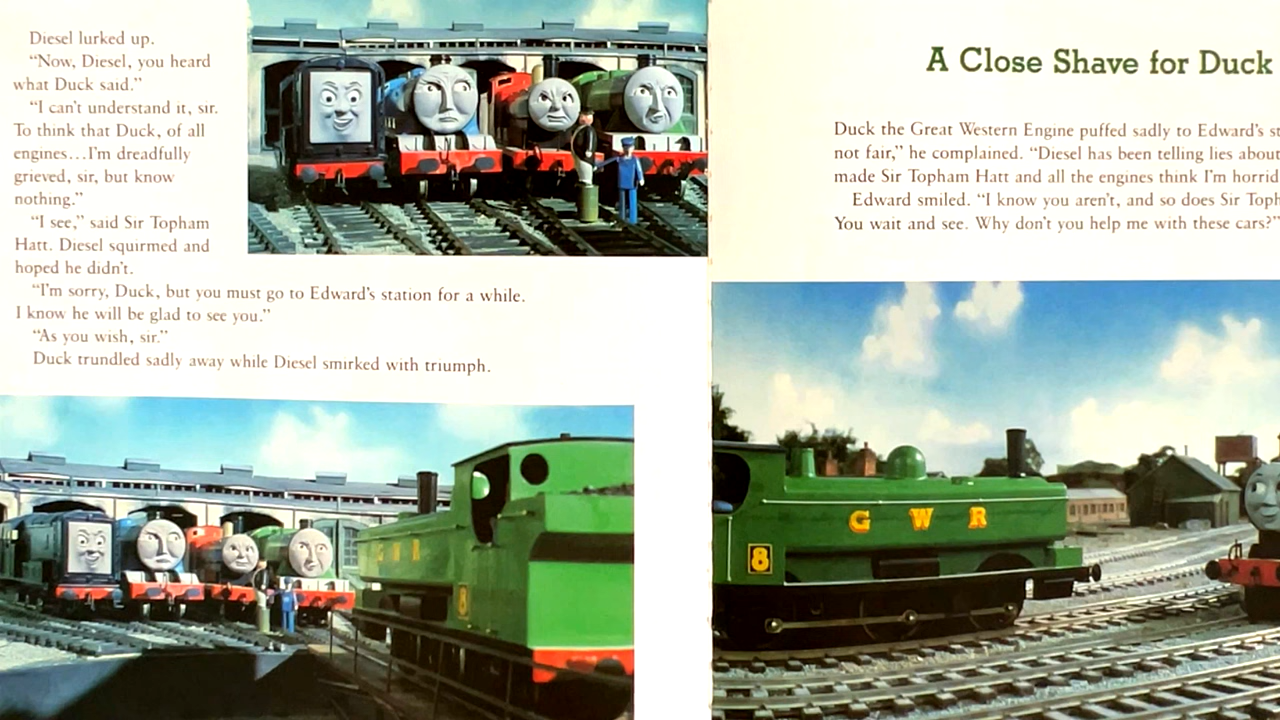 Diesel lurked up.
“Now, Diesel, you heard
what Duck said.”
“I can't understand it, sir.
To think that Duck, of all
engines...I'm dreadfully
grieved, sir, but know
nothing.”
“I see,” said Sir Topham
Hatt. Diesel squirmed and
hoped he didn't.
“I'm sorry, Duck, but you must go to Edward's station for a while.
I know he will be glad to see you.”
“As you wish, sir.”
Duck trundled sadly away while Diesel smirked with triumph.
G W R
8
A Close Shave for Duck
Duck the Great Western Engine puffed sadly to Edward's s
not fair,” he complained. “Diesel has been telling lies about
made Sir Topham Hatt and all the engines think I'm horrid
Edward smiled. “I know you aren't, and so does Sir Toph
You wait and see. Why don't you help me with these cars?”
G W R
8